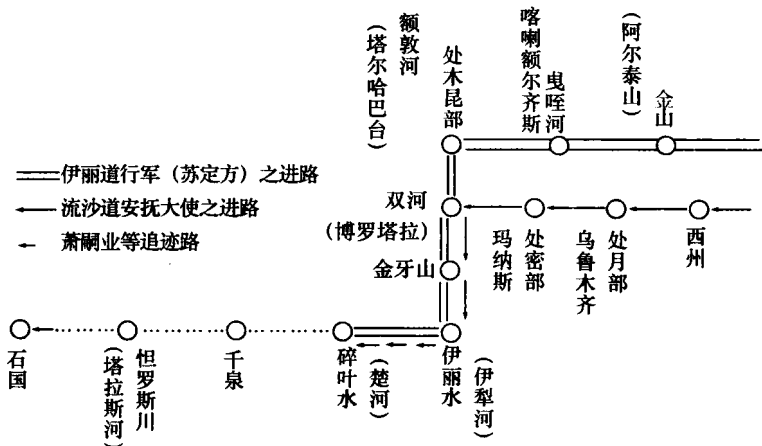 额敦河
（塔尔哈巴台）
处木昆部
喀喇额尔齐斯
曳咥河
（阿尔泰山）
金山
伊丽道行军（苏定方）之进路
流沙道安抚大使之进路
萧嗣业等追迹路
双河
（博罗塔拉）
玛纳斯
处密部
乌鲁木齐
处月部
西州
金牙山
石国
（塔拉斯河）
怛罗斯川
千泉
碎叶水
（楚河）
伊丽水
（伊犁河）